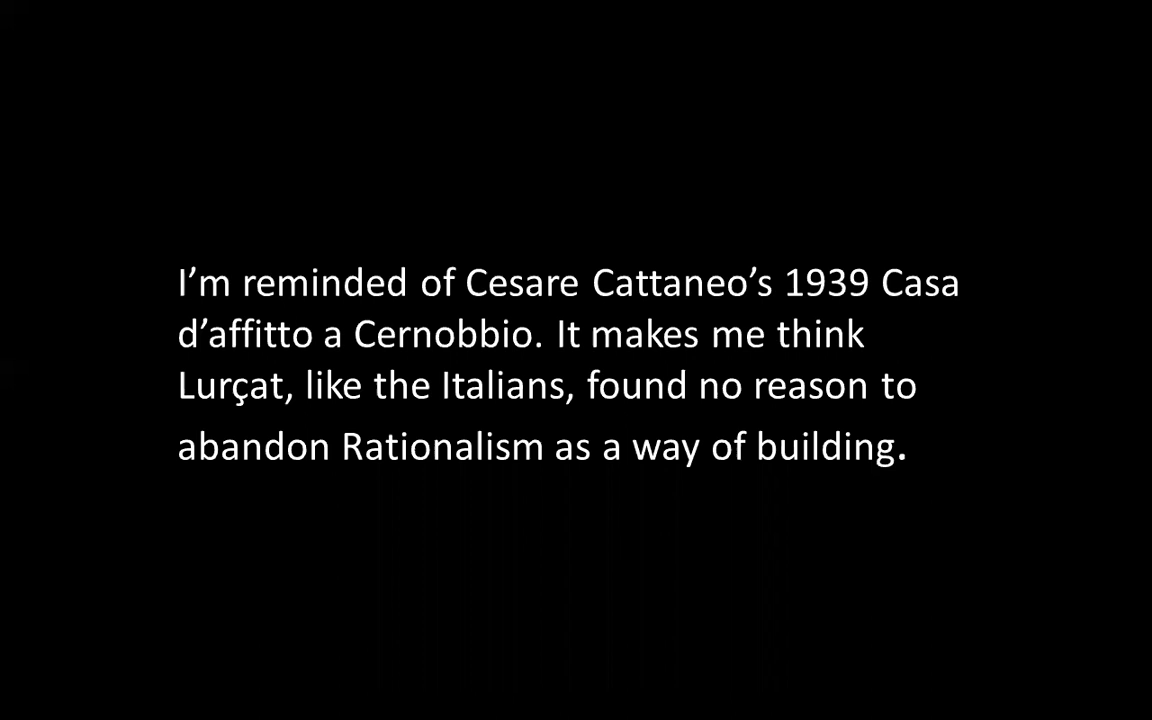 I’m reminded of Cesare Cattaneo’s 1939 Casa
d’affitto a Cernobbio. It makes me think
Lurçat, like the Italians, found no reason to
abandon Rationalism as a way of building.